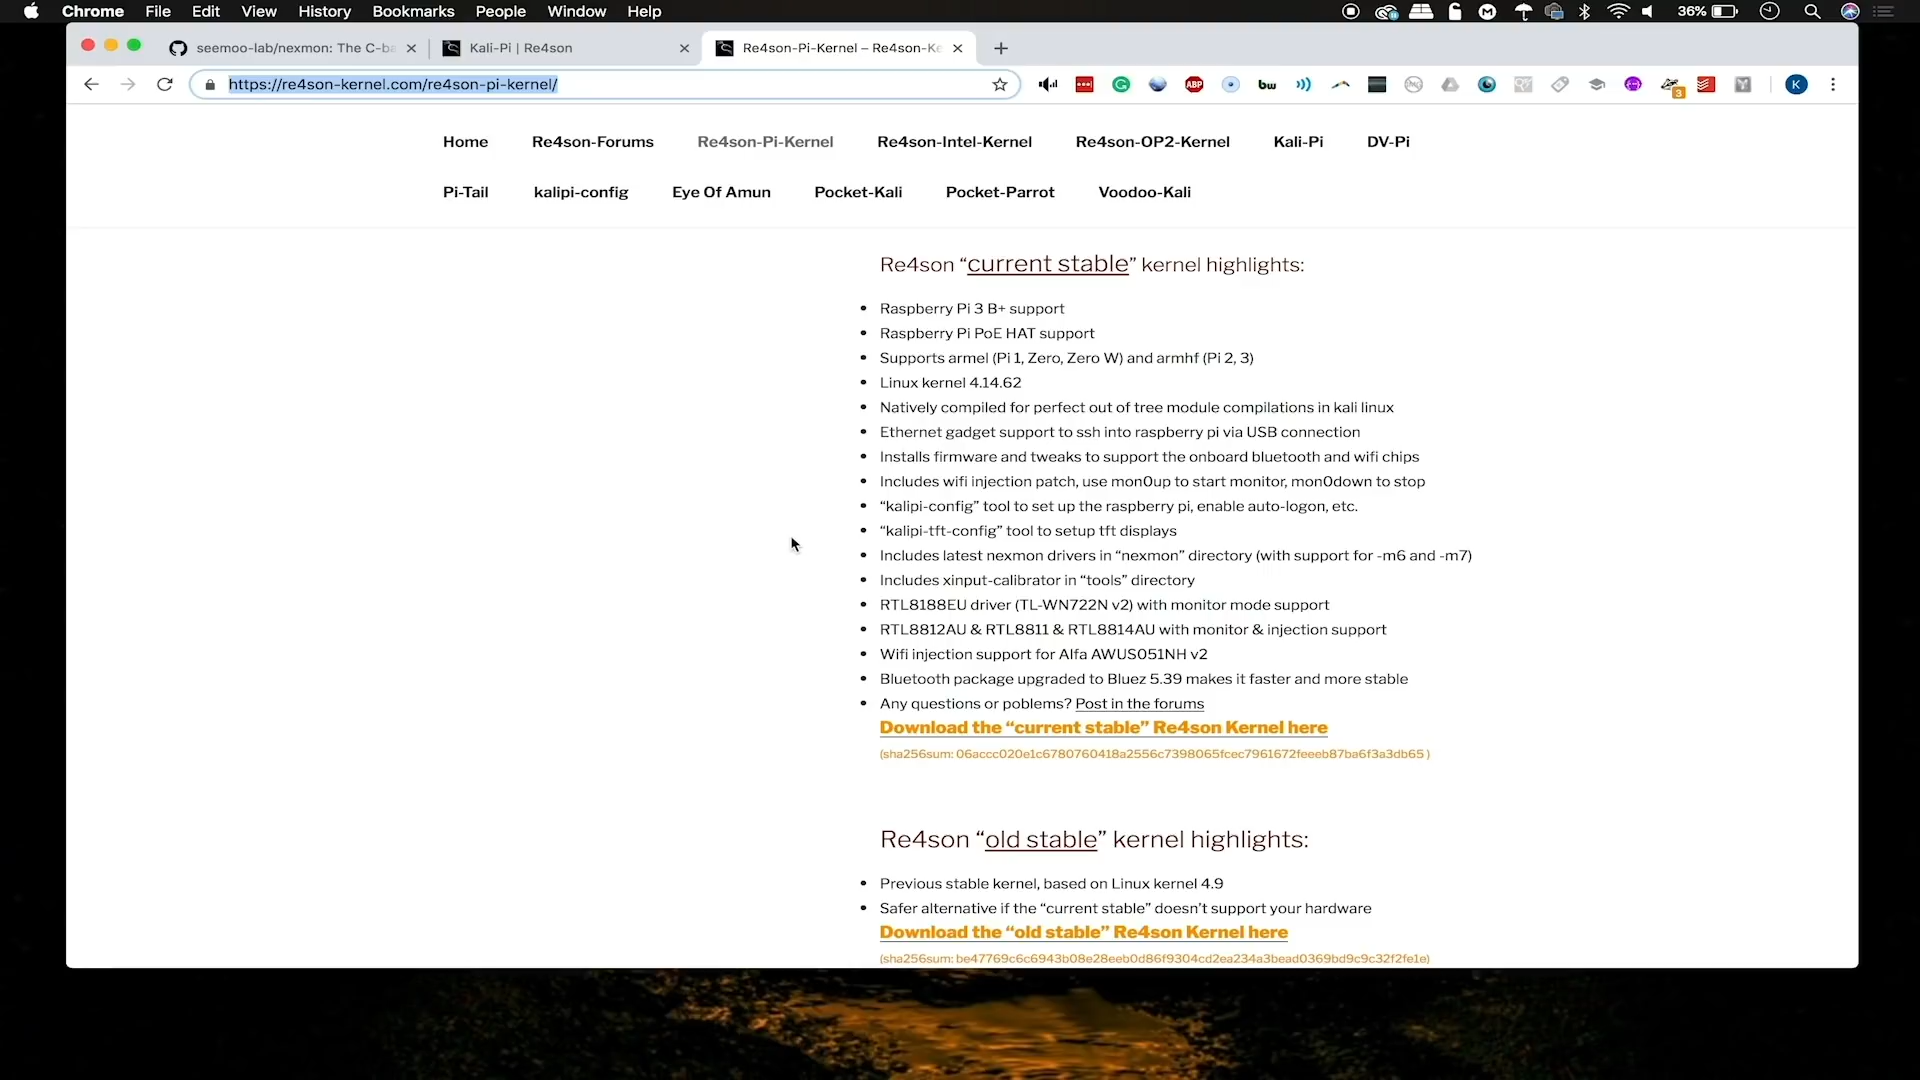 Chrome File Edit View History Bookmarks People Window Help 36%
seemoo-lab/nexmon: The C-ba Kali-Pi | Re4son Re4son-Pi-Kernel – Re4son-Ke
https://re4son-kernel.com/re4son-pi-kernel/ ABP bw 3 K
Home Re4son-Forums Re4son-Pi-Kernel Re4son-Intel-Kernel Re4son-OP2-Kernel Kali-Pi DV-Pi
Pi-Tail kalipi-config Eye Of Amun Pocket-Kali Pocket-Parrot Voodoo-Kali
Re4son “current stable” kernel highlights:
Raspberry Pi 3 B+ support
Raspberry Pi PoE HAT support
Supports armel (Pi 1, Zero, Zero W) and armhf (Pi 2, 3)
Linux kernel 4.14.62
Natively compiled for perfect out of tree module compilations in kali linux
Ethernet gadget support to ssh into raspberry pi via USB connection
Installs firmware and tweaks to support the onboard bluetooth and wifi chips
Includes wifi injection patch, use mon0up to start monitor, mon0down to stop
“kalipi-config” tool to set up the raspberry pi, enable auto-logon, etc.
“kalipi-tft-config” tool to setup tft displays
Includes latest nexmon drivers in “nexmon” directory (with support for -m6 and -m7)
Includes xinput-calibrator in “tools” directory
RTL8188EU driver (TL-WN722N v2) with monitor mode support
RTL8812AU & RTL8811 & RTL8814AU with monitor & injection support
Wifi injection support for Alfa AWUS051NH v2
Bluetooth package upgraded to Bluez 5.39 makes it faster and more stable
Any questions or poblems? Post in the forums
Download the “current stable” Re4son Kernel here
(sha256sum: 06accc020e1c6780760418a2556c7398065fcec7961672feeeb87ba6f3a3db65 )
Re4son “old stable” kernel highlights:
Previous stable kernel, based on Linux kernel 4.9
Safer alternative if the “current stable” doesn’t support your hardware
Download the “old stable” Re4son Kernel here
(sha256sum: be47769c6c6943b08e28eeb0d86f9304cd2ea234a3bead0369bd9c9c32f2fe1e)